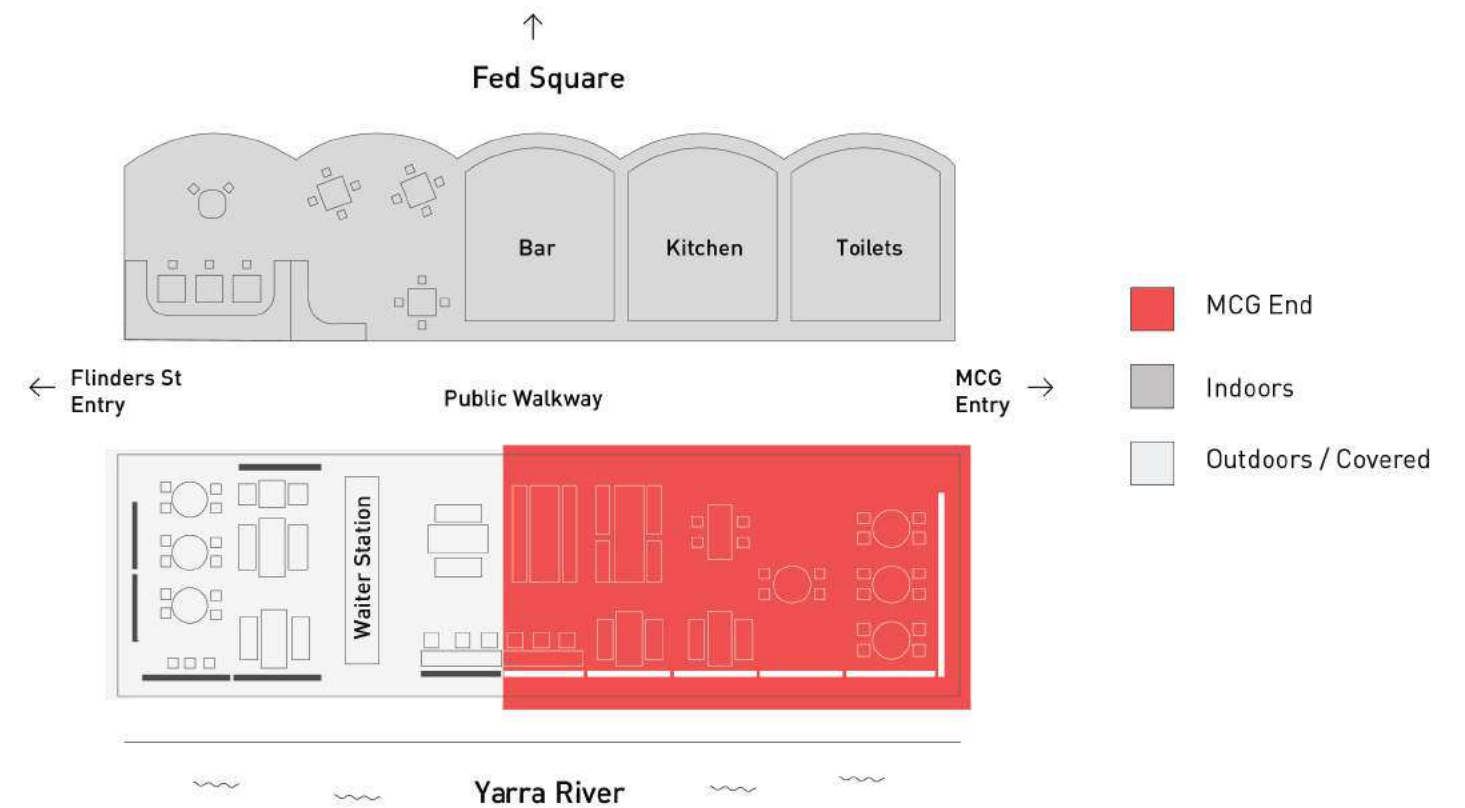 Fed Square
Bar
Kitchen
Toilets
MCG End
Indoors
Outdoors / Covered
Flinders St
Entry
Public Walkway
MCG
Entry
Waiter Station
Yarra River